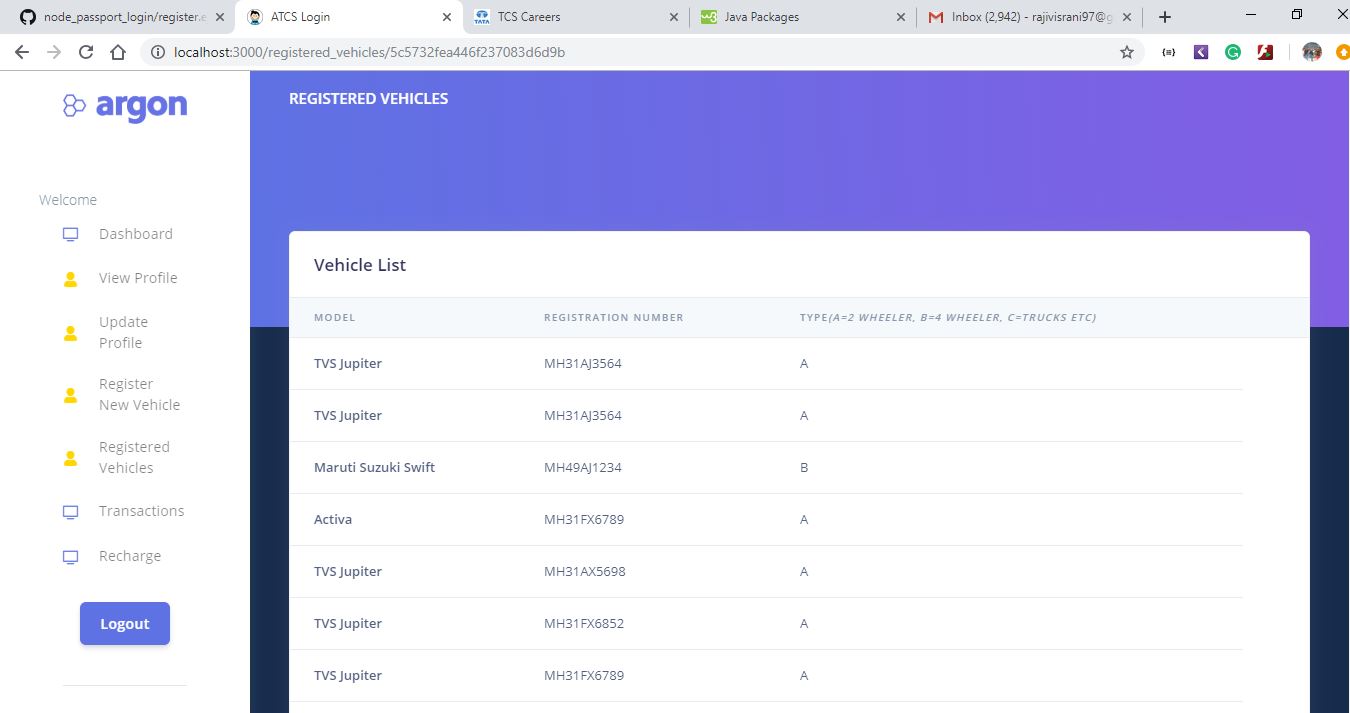 node_passport_login/register.e
ATCS Login
TCS Careers
Java Packages
Inbox (2,942) - rajivisrani97@g
localhost:3000/registered_vehicles/5c5732fea446f237083d6d9b
argon
Welcome
Dashboard
View Profile
Update
Profile
Register
New Vehicle
Registered
Vehicles
Transactions
Recharge
Logout
REGISTERED VEHICLES
Vehicle List
MODEL REGISTRATION NUMBER TYPE(A=2 WHEELER, B=4 WHEELER, C=TRUCKS ETC)
TVS Jupiter MH31AJ3564 A
TVS Jupiter MH31AJ3564 A
Maruti Suzuki Swift MH49AJ1234 B
Activa MH31FX6789 A
TVS Jupiter MH31AX5698 A
TVS Jupiter MH31FX6852 A
TVS Jupiter MH31FX6789 A